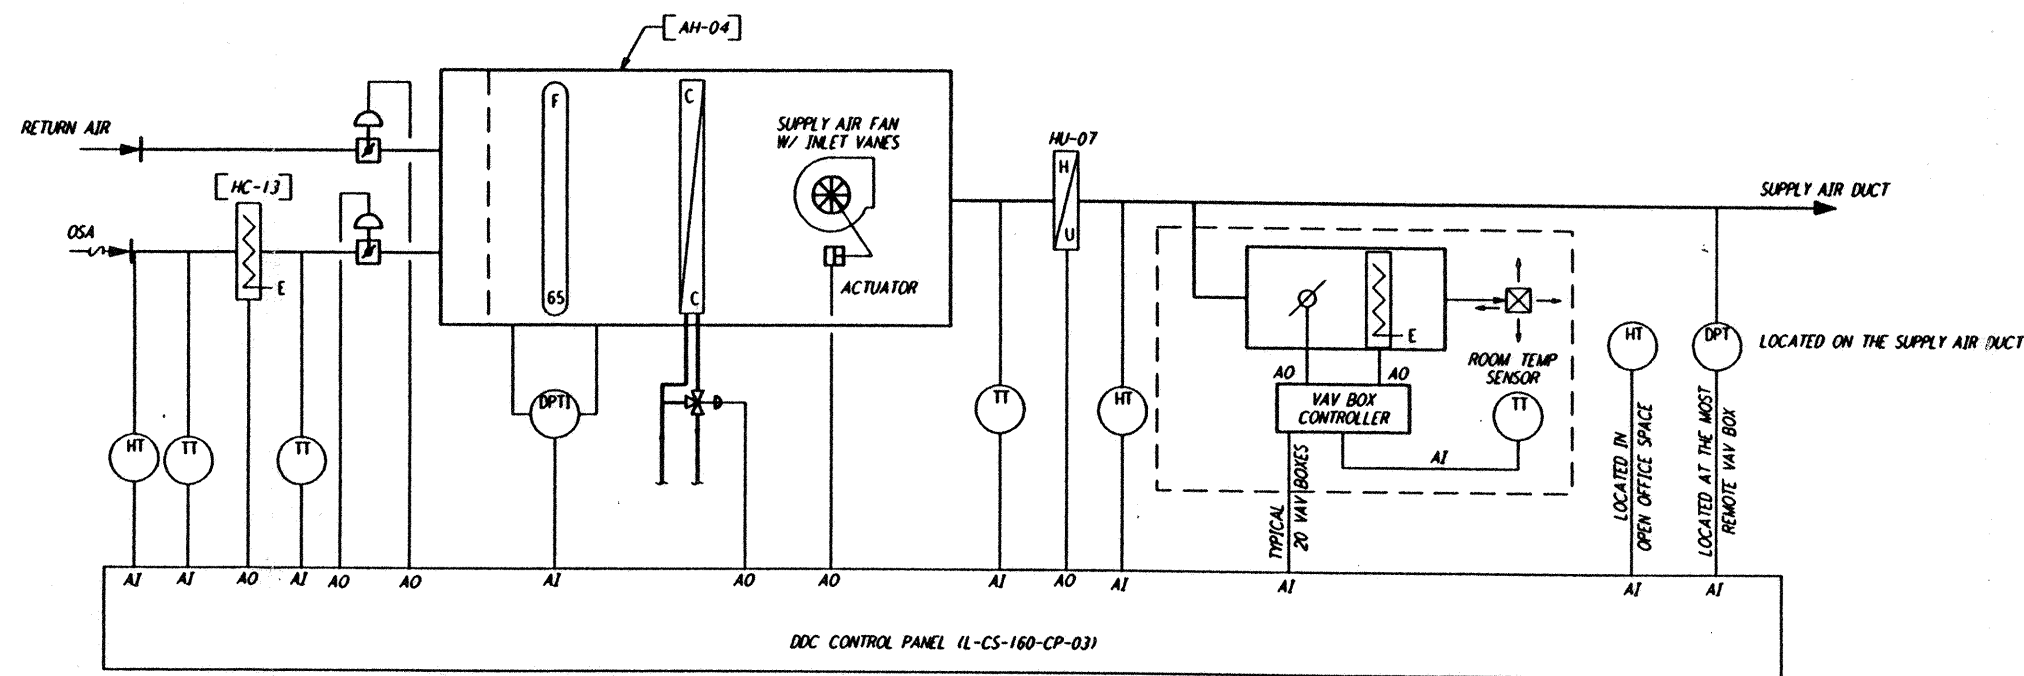 [AH-04]
RETURN AIR
F
C
SUPPLY AIR FAN
W/ INLET VANES
HU-07
H
[HC-13]
SUPPLY AIR DUCT
OSA
U
E
65
C
ACTUATOR
E
HT
DPT
LOCATED ON THE SUPPLY AIR DUCT
ROOM TEMP
SENSOR
AO
AO
DPTI
TT
HT
VAV BOX
CONTROLLER
TT
HT
TT
TT
AI
TYPICAL
20 VAV BOXES
LOCATED IN
OPEN OFFICE SPACE
LOCATED AT THE MOST
REMOTE VAV BOX
AI
AI
AO
AI
AO
AO
AI
AO
AO
AI
AO
AI
AI
AI
AI
DDC CONTROL PANEL (L-CS-160-CP-03)